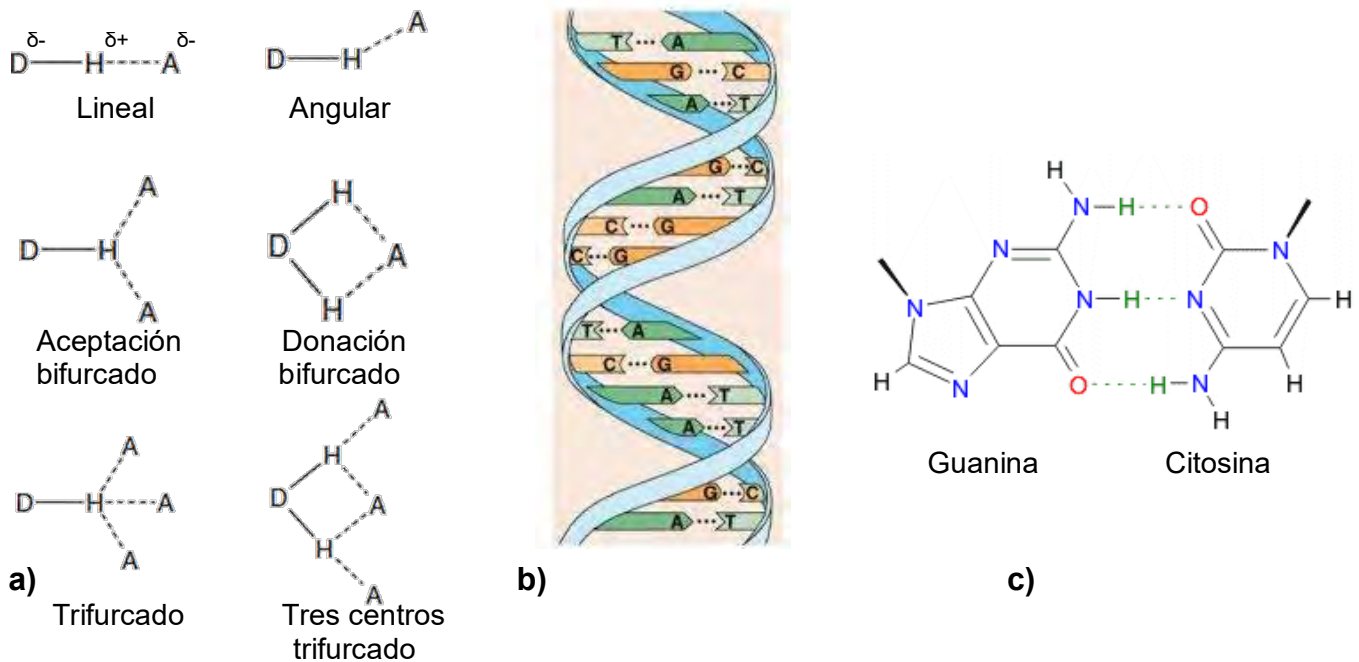 δ- δ+ δ-
D H A
Lineal
D H A
Angular
D H A A
Aceptación
bifurcado
D H H A
Donación
bifurcado
D H A A A
Trifurcado
D H H A A A
Tres centros
trifurcado
a)
T ••• A
G ••• C
A ••• T
G ••• C
A ••• T
C ••• G
C ••• G
T ••• A
C ••• G
A ••• T
A ••• T
G ••• C
A ••• T
b)
H
N H O
N N
N H N H
N
N O H N H
H H
Guanina
Citosina
c)